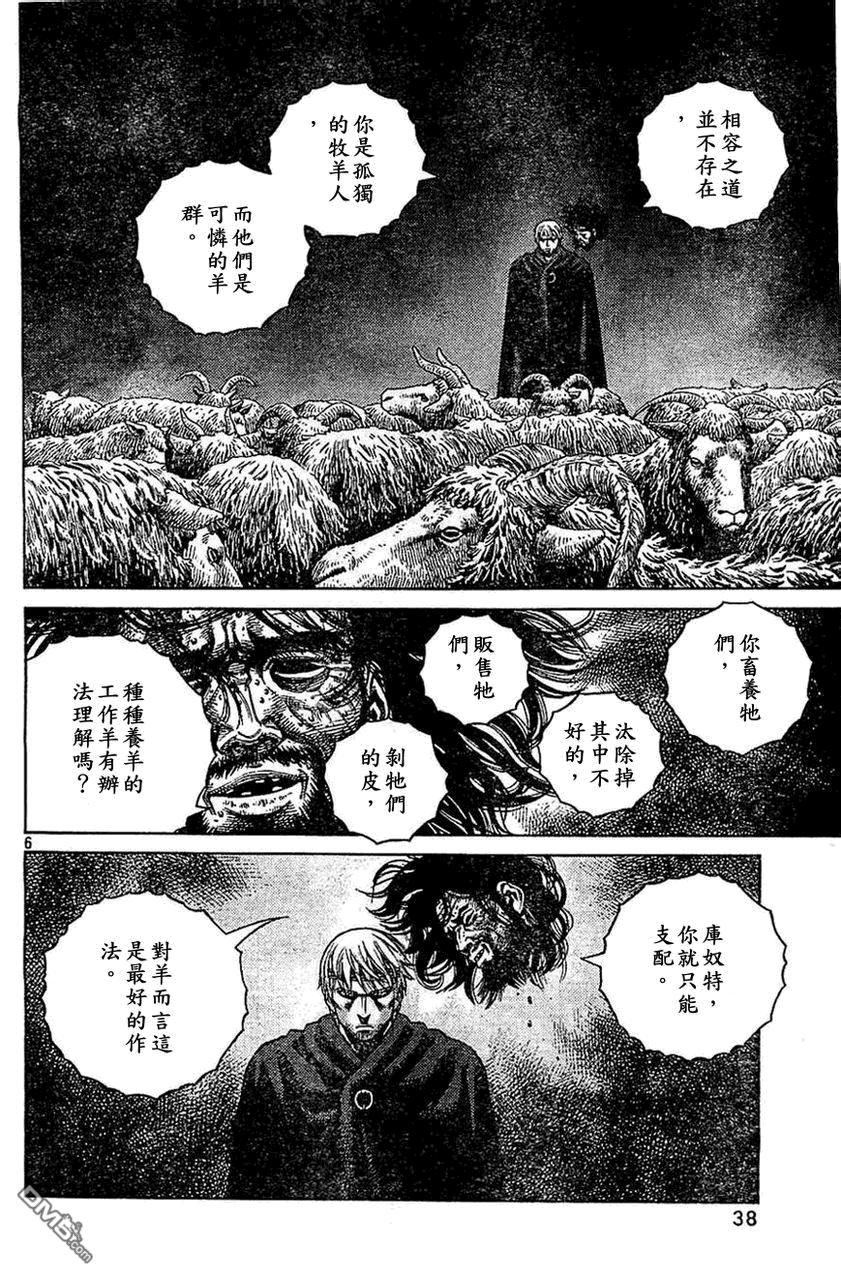 相容之道
並不存在
，
你是孤獨
的牧羊人
，
而他們是
可憐的羊
群。
你畜養牠
們，
汰除掉
其中不
好的，
販售牠
們，
剝牠們
的皮，
種種養羊的
工作羊有辦
法理解嗎？
6
庫奴特，
你就只能
支配。
對羊而言這
是最好的作
法。
38